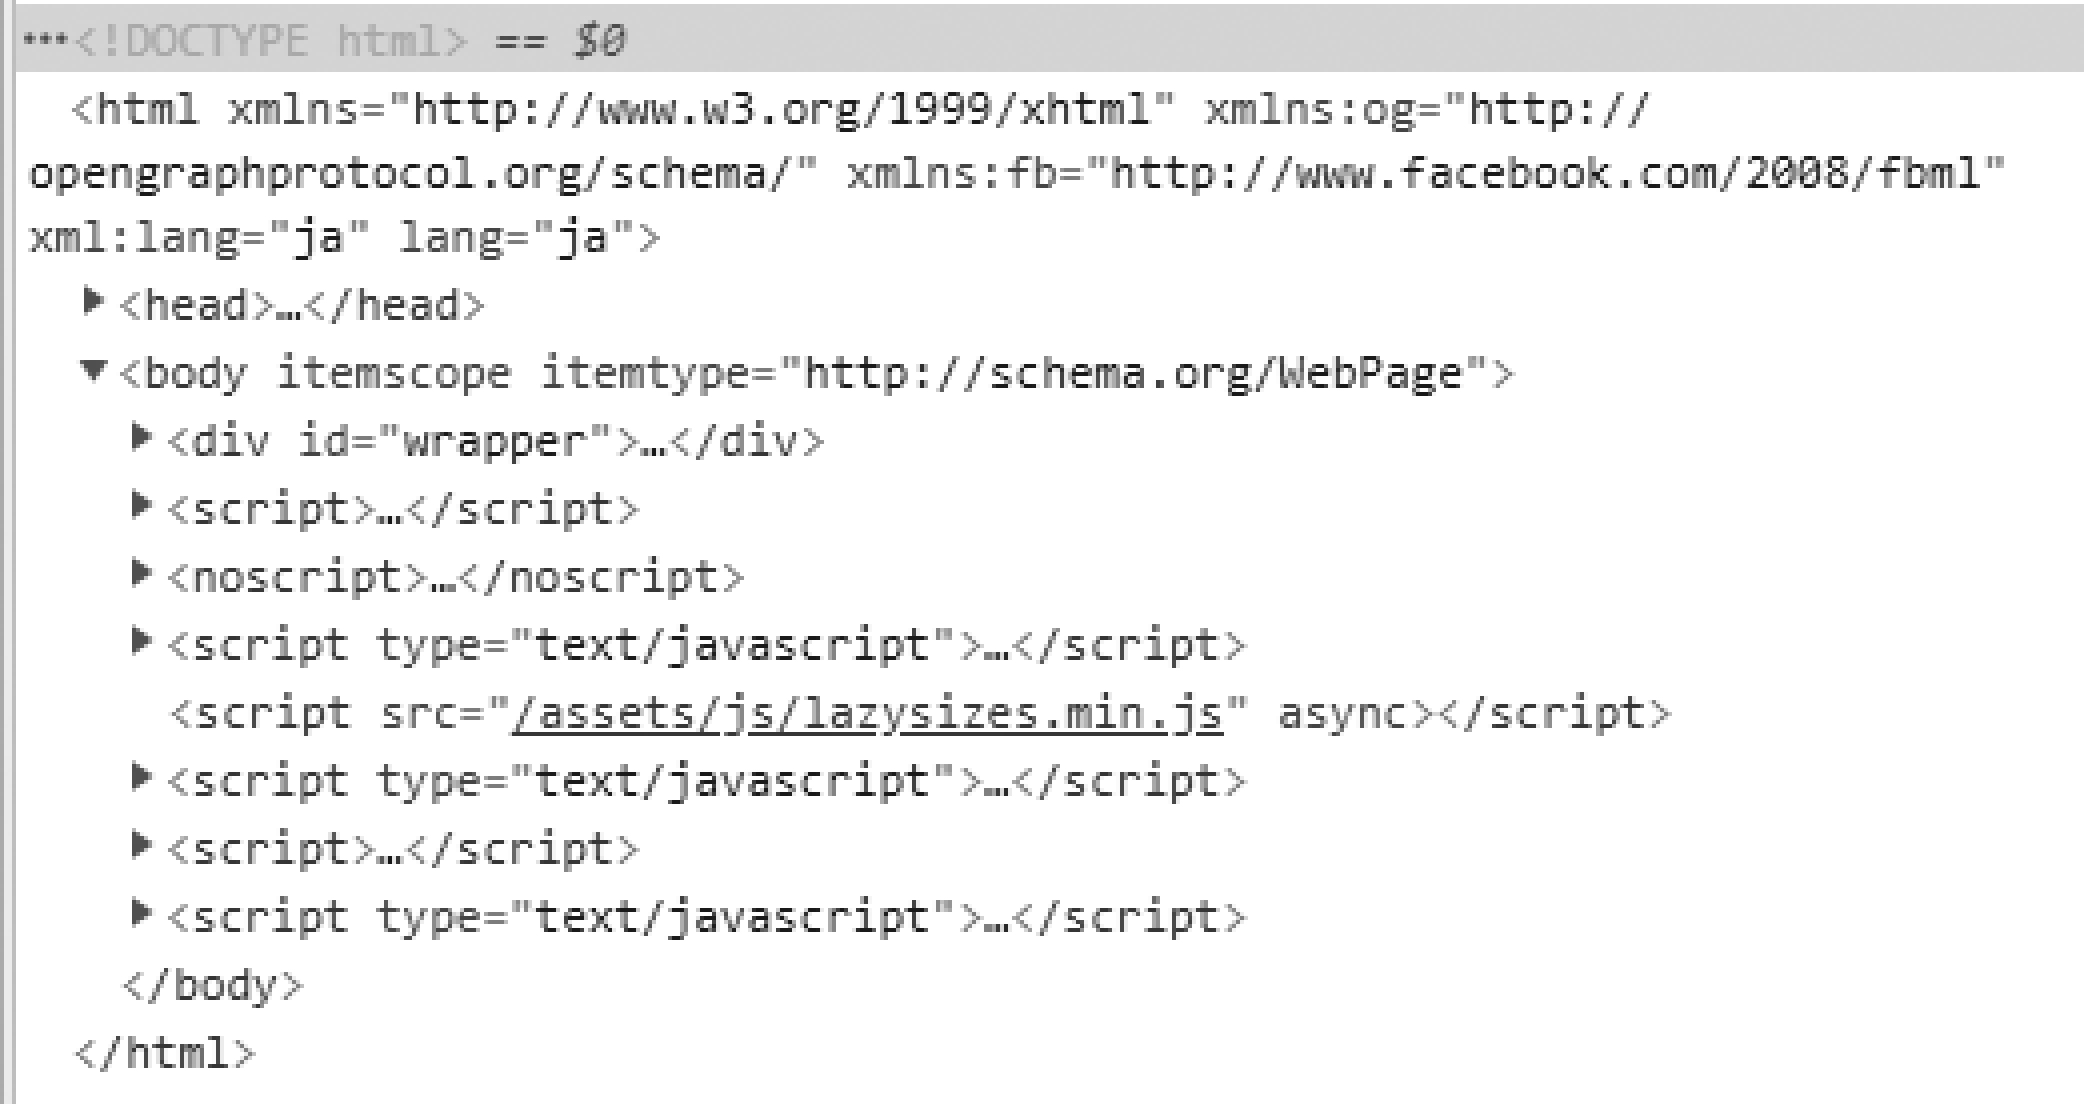 …<!DOCTYPE html> == $0
<html xmlns="http://www.w3.org/1999/xhtml" xmlns:og="http://
opengraphprotocol.org/schema/" xmlns:fb="http://www.facebook.com/2008/fbml"
xml:lang="ja" lang="ja">
▶<head>…</head>
▼<body itemscope itemtype="http://schema.org/WebPage">
▶<div id="wrapper">…</div>
▶<script>…</script>
▶<noscript>…</noscript>
▶<script type="text/javascript">…</script>
<script src="/assets/js/lazysizes.min.js" async></script>
▶<script type="text/javascript">…</script>
▶<script>…</script>
▶<script type="text/javascript">…</script>
</body>
</html>